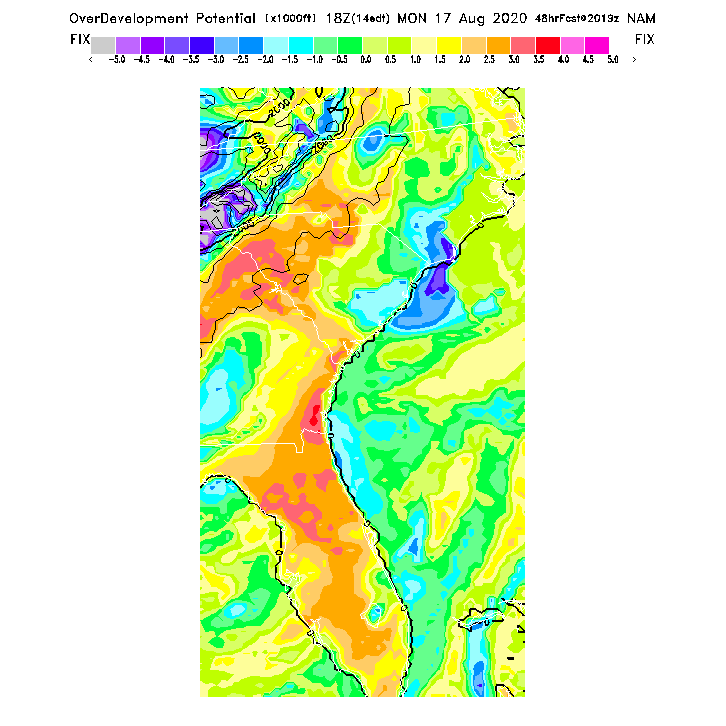 OverDevelopment Potential [x1000ft] 18Z(14edt) MON 17 Aug 2020 48hrFcst@2019z NAM
FIX FIX
< -5.0 -4.5 -4.0 -3.5 -3.0 -2.5 -2.0 -1.5 -1.0 -0.5 0.0 0.5 1.0 1.5 2.0 2.5 3.0 3.5 4.0 4.5 5.0 >
2000